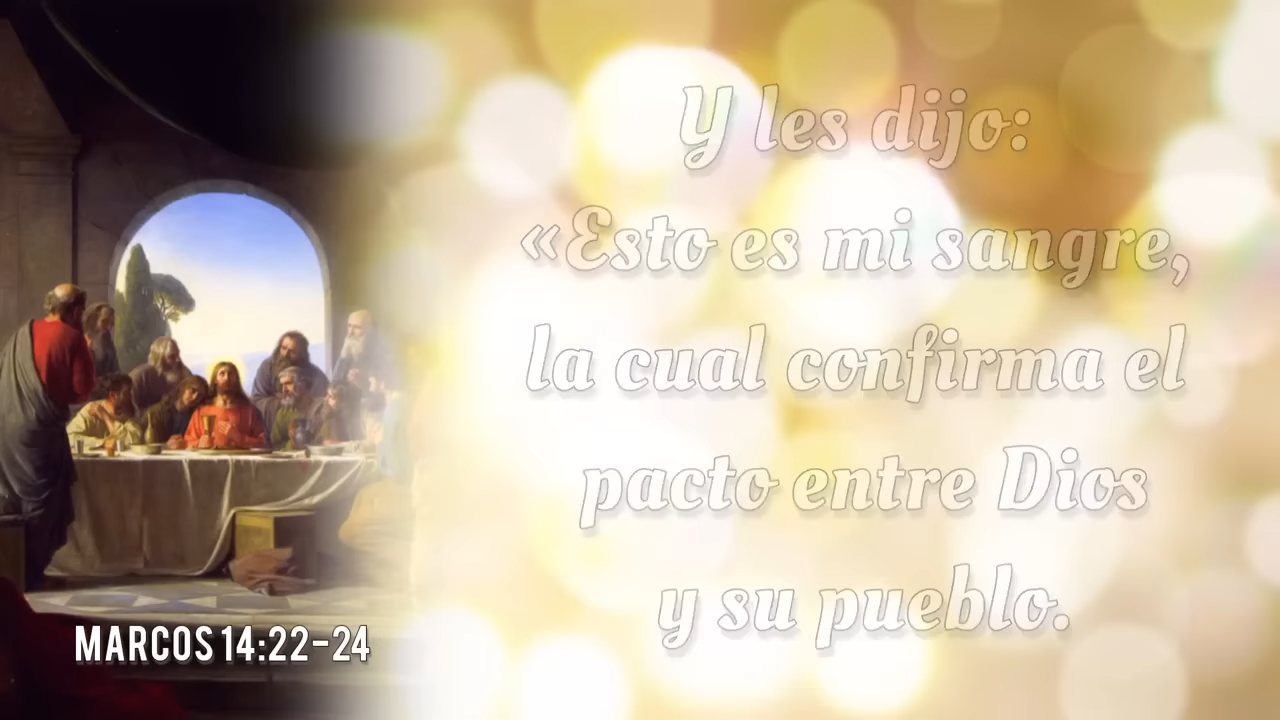 Y les dijo:
«Esto es mi sangre,
la cual confirma el
pacto entre Dios
y su pueblo.
MARCOS 14:22-24